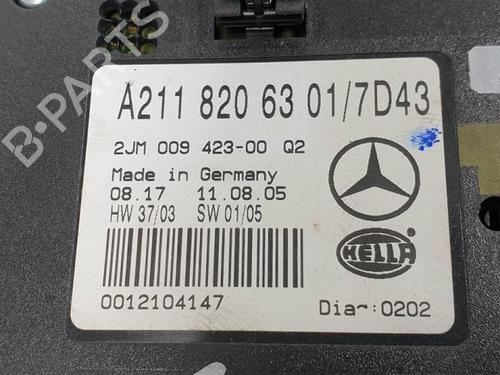 A211 820 63 01/7D43
2JM 009 423-00 Q2
Made in Germany
08.17 11.08.05
HW 37/03 SW 01/05
HELLA
0012104147
Dia~:0202
B-PARTS